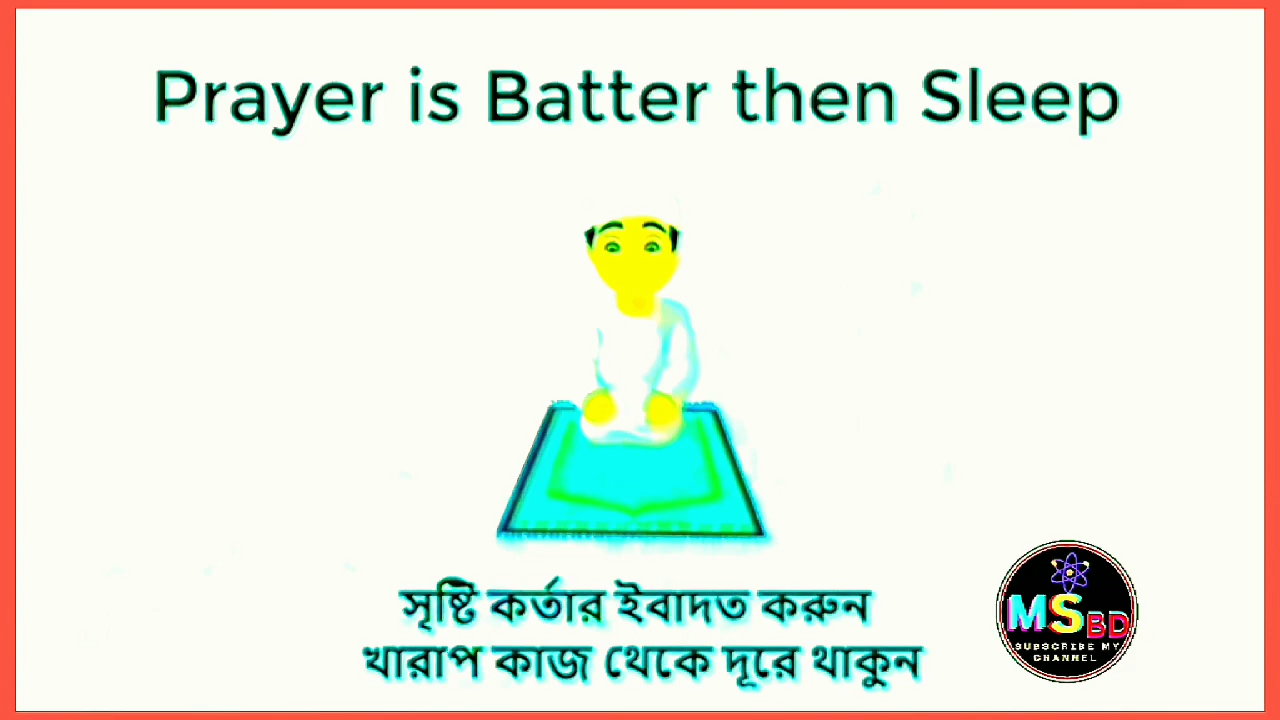 Prayer is Batter then Sleep
সৃষ্টি কর্তার ইবাদত করুন
খারাপ কাজ থেকে দূরে থাকুন
MSBD
SUBSCRIBE MY
CHANNEL